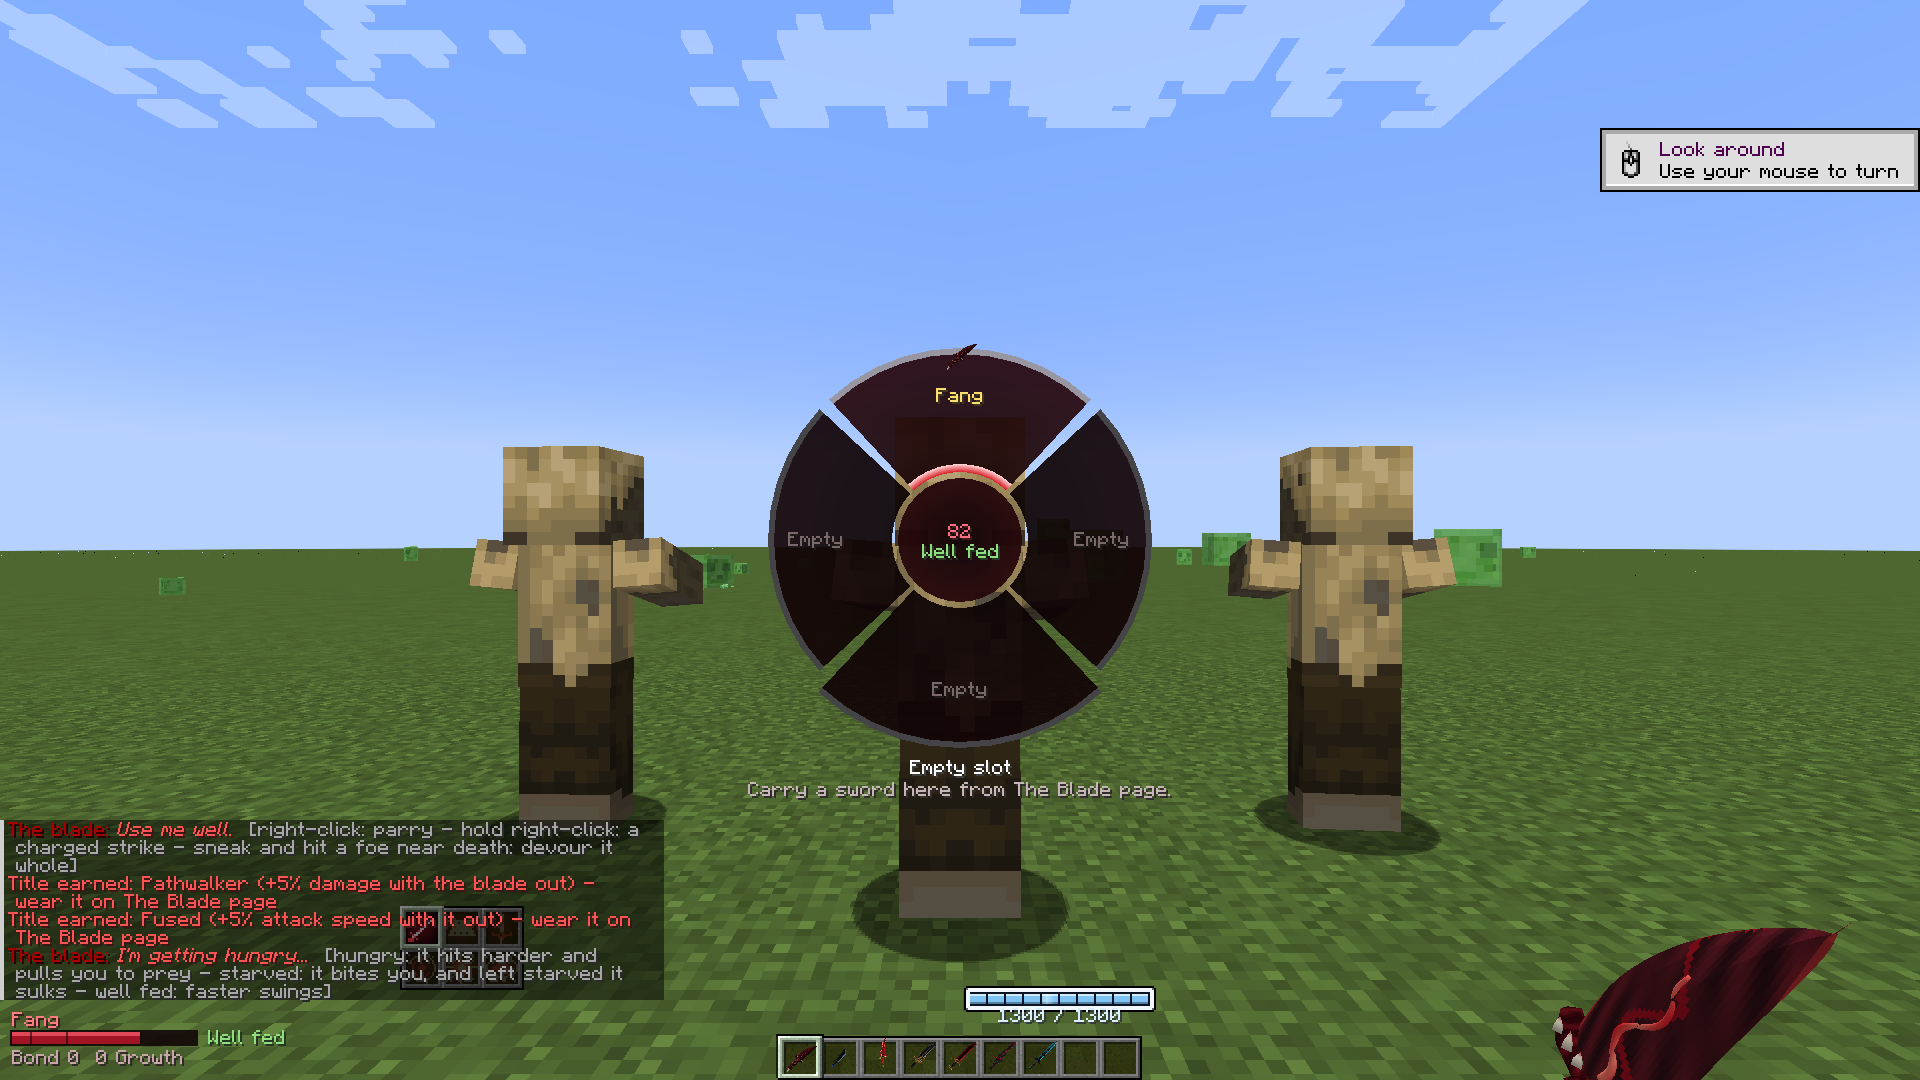 Look around
Use your mouse to turn
Fang
Empty
82
Well fed
Empty
Empty
Empty slot
Carry a sword here from The Blade page.
The blade: Use me well. [right-click: parry - hold right-click: a
charged strike - sneak and hit a foe near death: devour it
whole]
Title earned: Pathwalker (+5% damage with the blade out) -
wear it on The Blade page
Title earned: Fused (+5% attack speed with it out) - wear it on
The Blade page
The blade: I'm getting hungry... [hungry: it hits harder and
pulls you to prey - starved: it bites you, and left starved it
sulks - well fed: faster swings]
Fang
Well fed
Bond 0 0 Growth
1300 / 1300